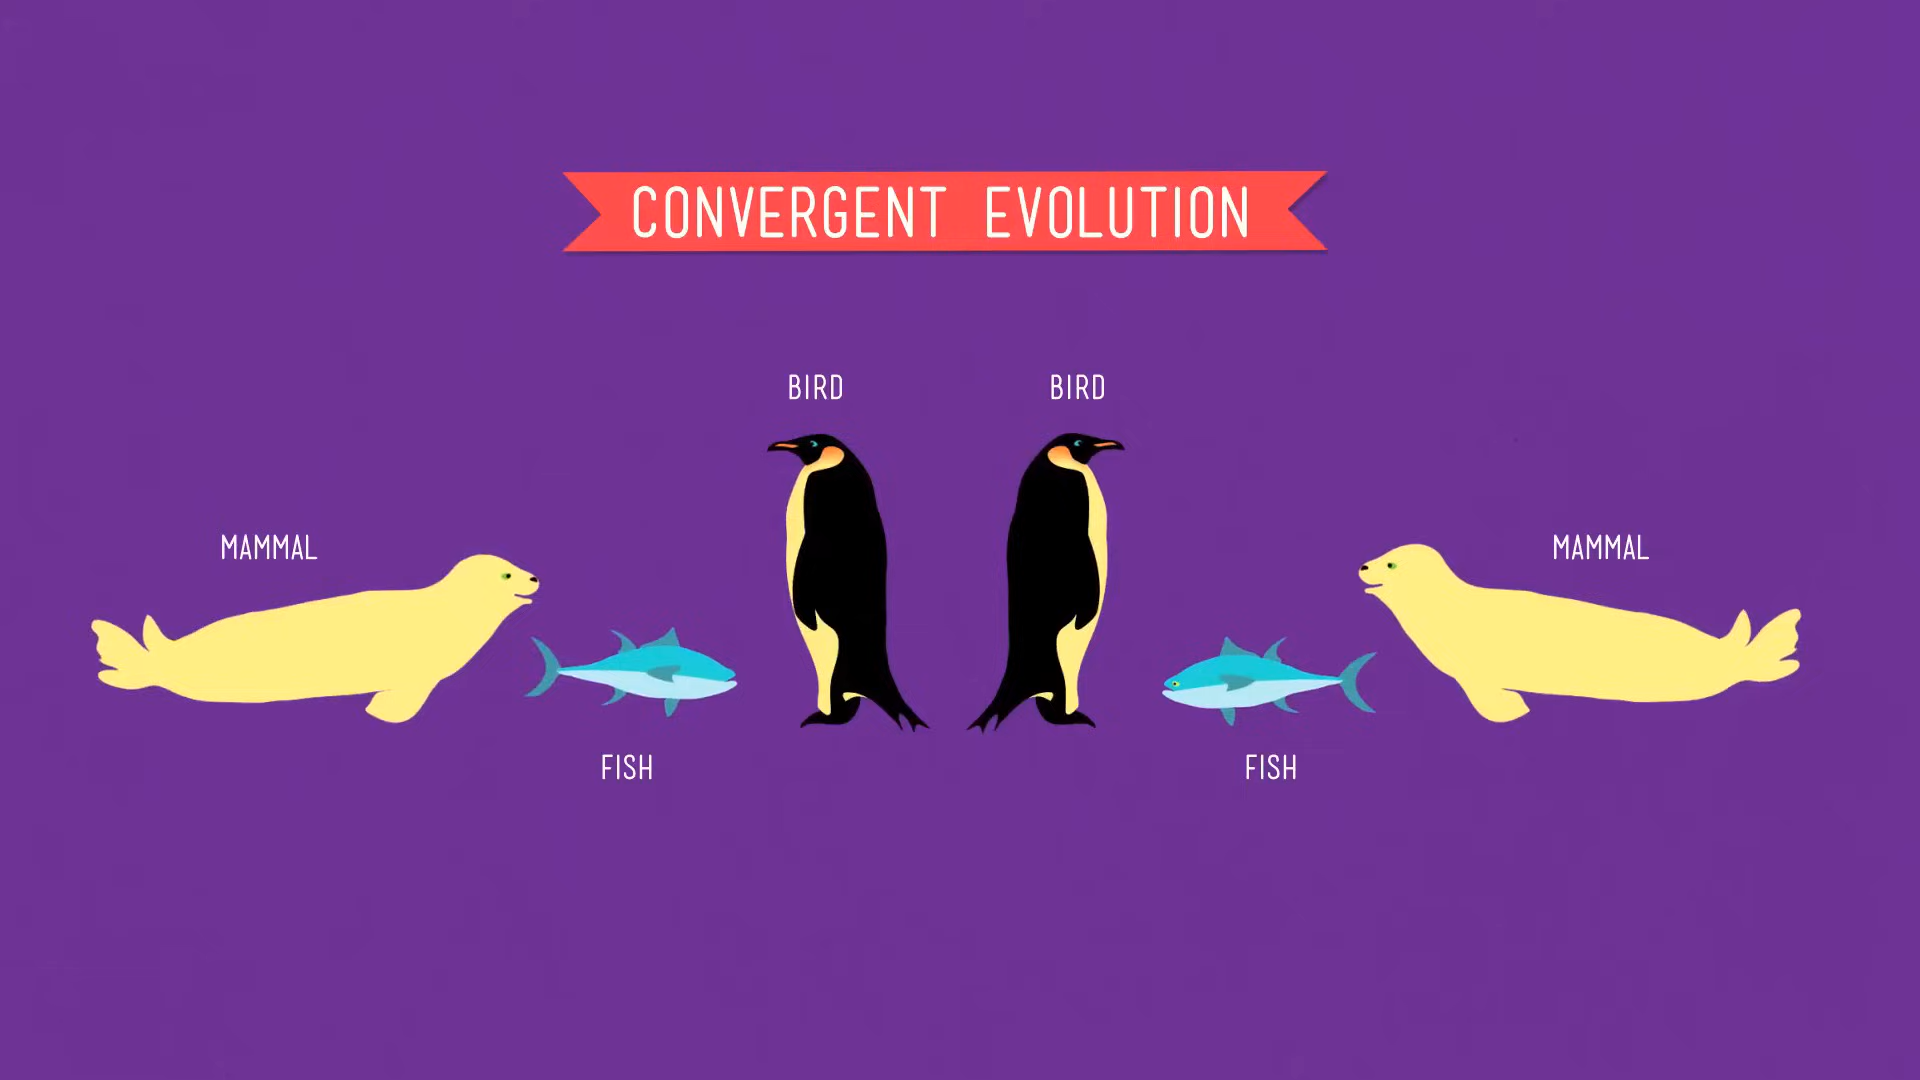 CONVERGENT EVOLUTION
BIRD
BIRD
MAMMAL
MAMMAL
FISH
FISH